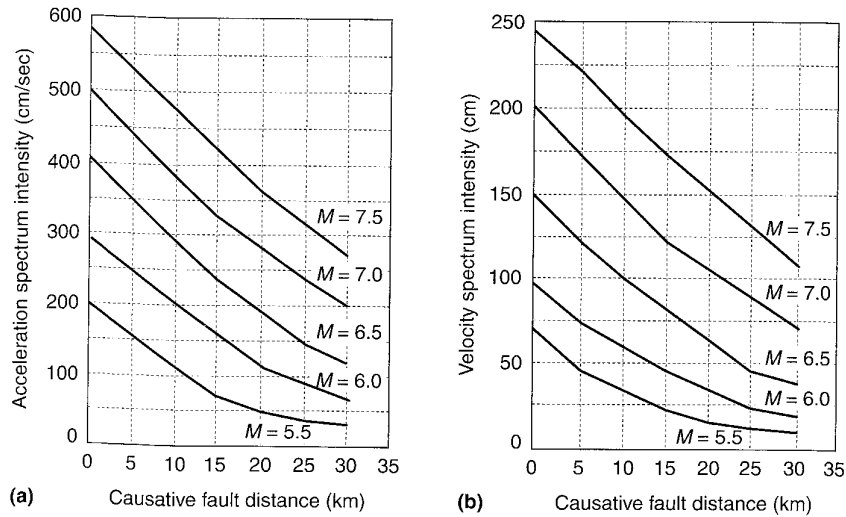 600
500
400
300
200
100
0
Acceleration spectrum intensity (cm/sec)
M = 7.5
M = 7.0
M = 6.5
M = 6.0
M = 5.5
0 5 10 15 20 25 30 35
(a) Causative fault distance (km)
250
200
150
100
50
0
Velocity spectrum intensity (cm)
M = 7.5
M = 7.0
M = 6.5
M = 6.0
M = 5.5
0 5 10 15 20 25 30 35
(b) Causative fault distance (km)